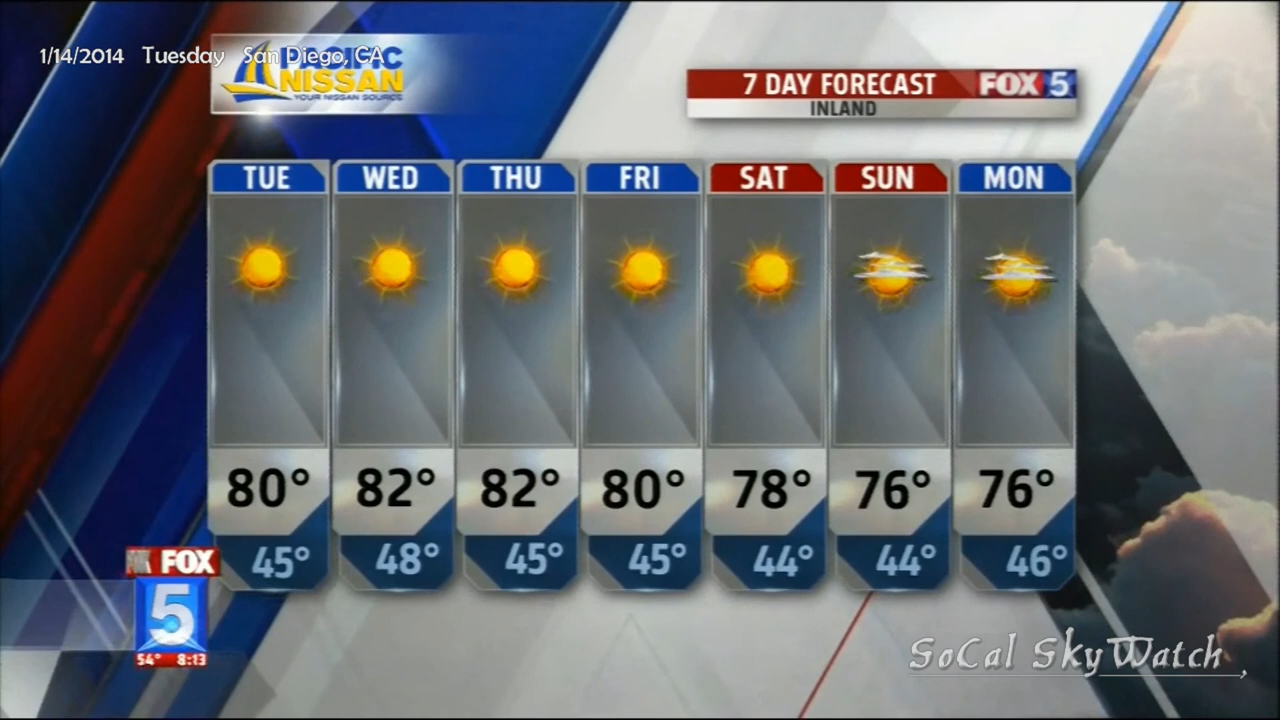 1/14/2014 Tuesday San Diego, CA
PACIFIC
NISSAN
YOUR NISSAN SOURCE
7 DAY FORECAST FOX 5
INLAND
TUE WED THU FRI SAT SUN MON
80° 82° 82° 80° 78° 76° 76°
45° 48° 45° 45° 44° 44° 46°
FOX
5
54° 8:13
SoCal SkyWatch